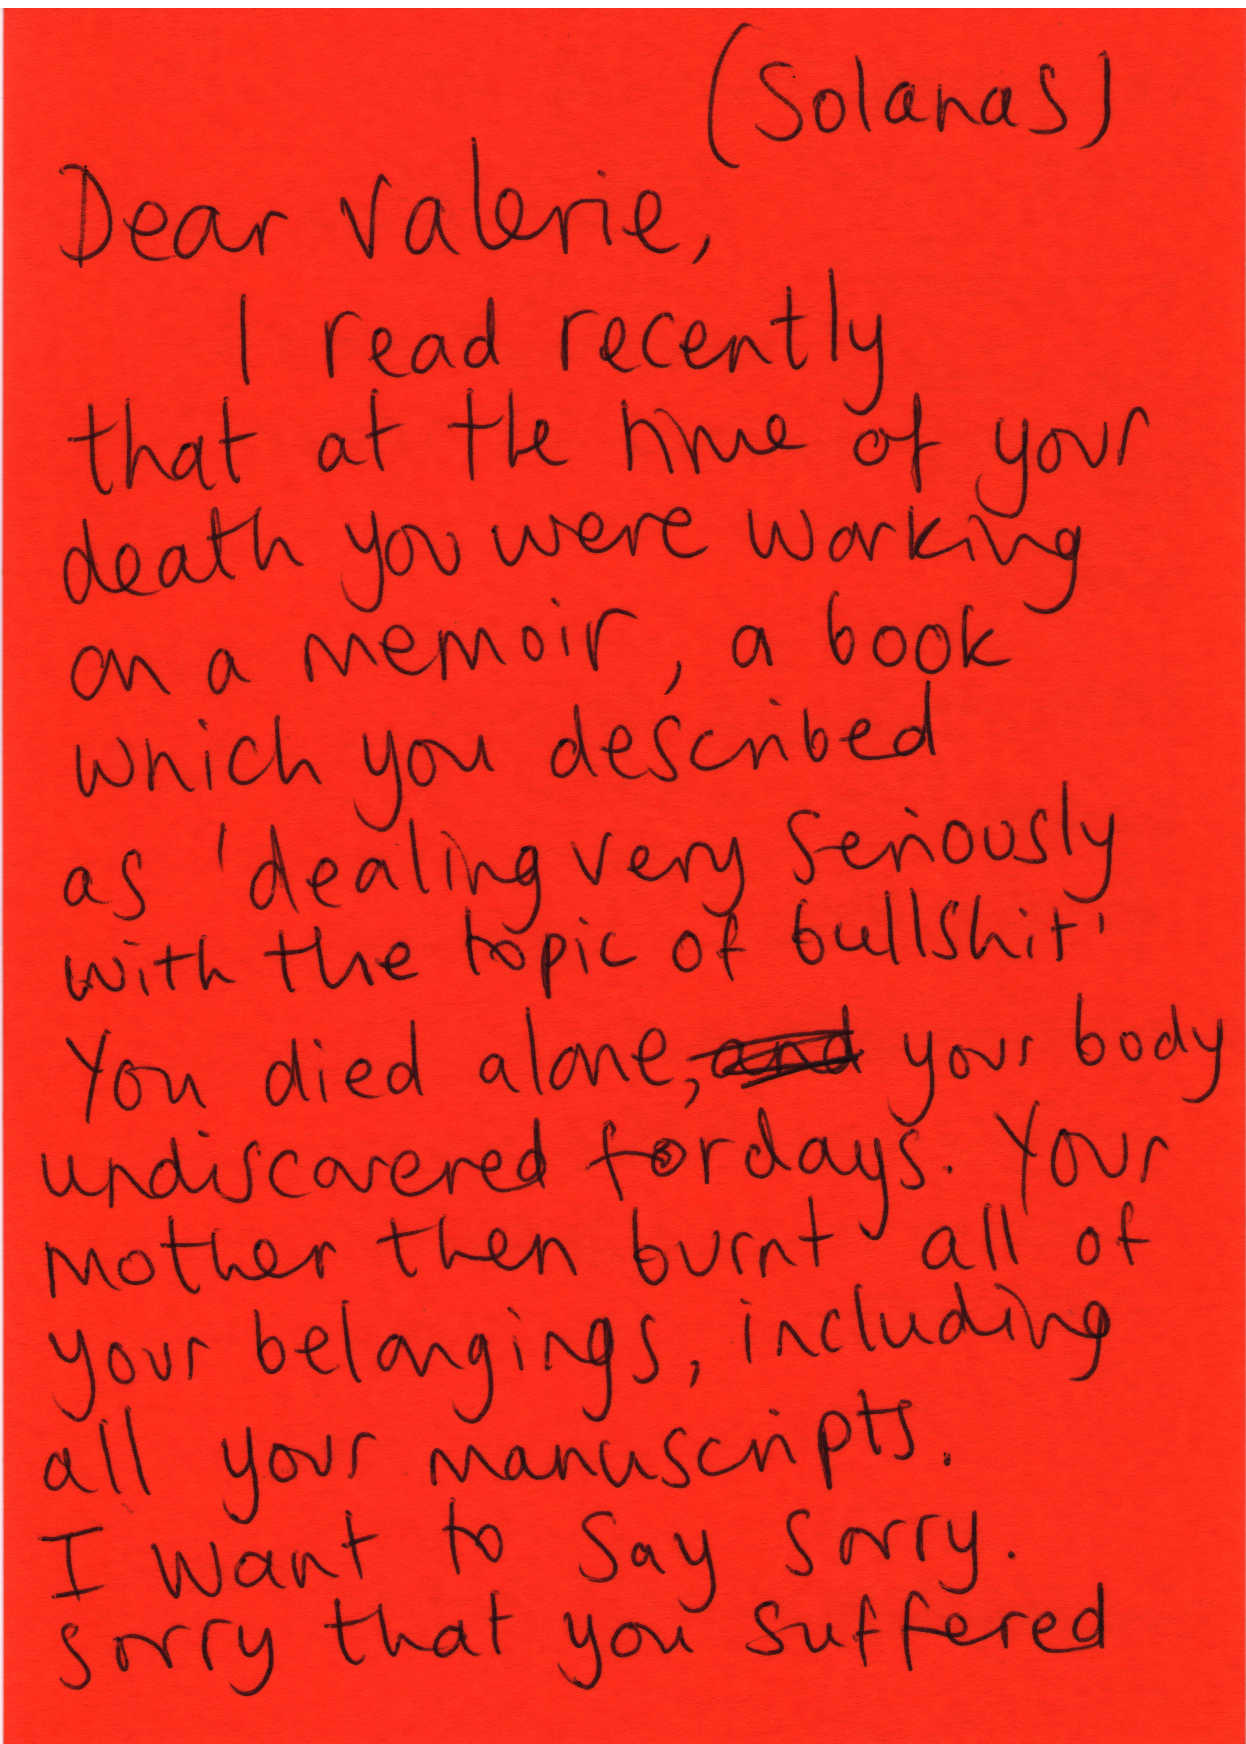 (Solanas)
Dear Valerie,
I read recently
that at the time of your
death you were working
on a memoir, a book
which you described
as 'dealing very seriously
with the topic of bullshit'
You died alone, and your body
undiscovered for days. Your
mother then burnt all of
your belongings, including
all your manuscripts.
I want to say sorry.
sorry that you suffered